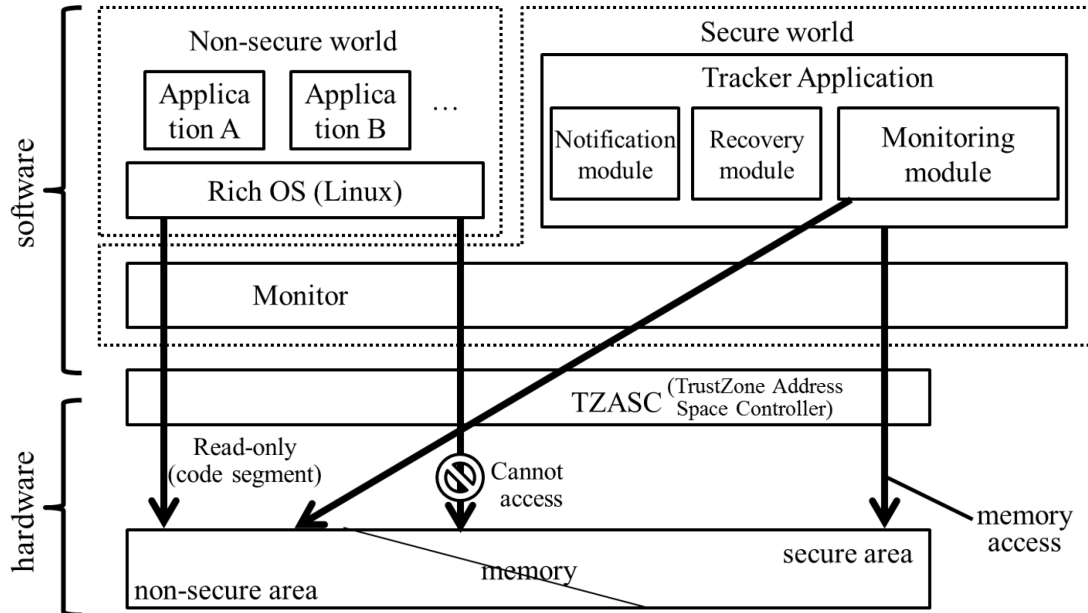 Non-secure world
Applica
tion A
Applica
tion B
...
Rich OS (Linux)
Secure world
Tracker Application
Notification
module
Recovery
module
Monitoring
module
software
Monitor
TZASC
(TrustZone Address
Space Controller)
hardware
Read-only
(code segment)
Cannot
access
memory
access
non-secure area
memory
secure area